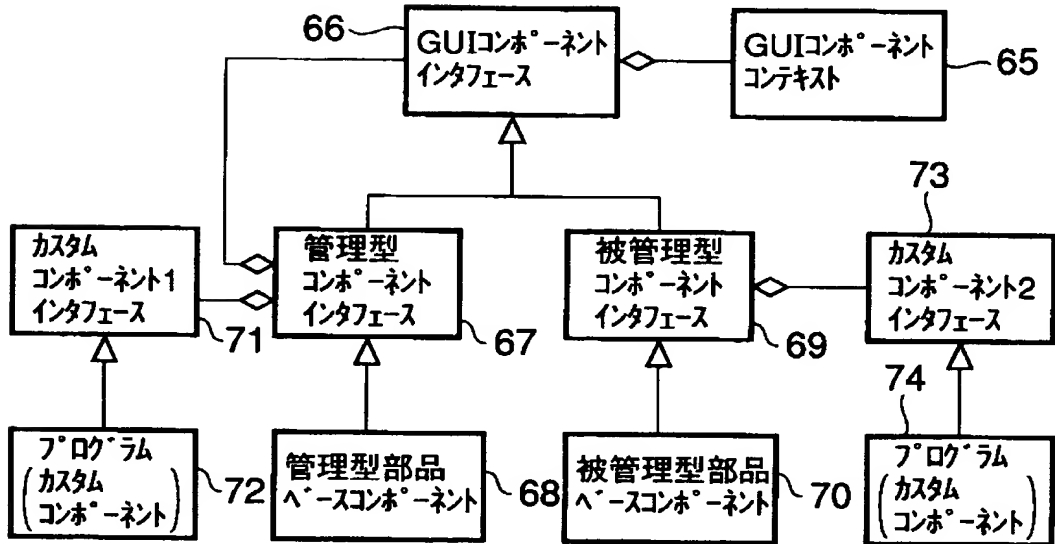 66
GUIコンポーネント
インタフェース
GUIコンポーネント
コンテキスト
65
73
カスタム
コンポーネント1
インタフェース
71
管理型
コンポーネント
インタフェース
67
被管理型
コンポーネント
インタフェース
69
カスタム
コンポーネント2
インタフェース
74
プログラム
(カスタム
コンポーネント)
72
管理型部品
ベースコンポーネント
68
被管理型部品
ベースコンポーネント
70
プログラム
(カスタム
コンポーネント)